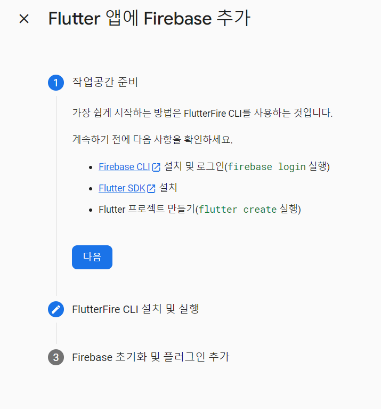 Flutter 앱에 Firebase 추가
1 작업공간 준비
가장 쉽게 시작하는 방법은 FlutterFire CLI를 사용하는 것입니다.
계속하기 전에 다음 사항을 확인하세요.
• Firebase CLI 설치 및 로그인(firebase login 실행)
• Flutter SDK 설치
• Flutter 프로젝트 만들기(flutter create 실행)
다음
FlutterFire CLI 설치 및 실행
3 Firebase 초기화 및 플러그인 추가